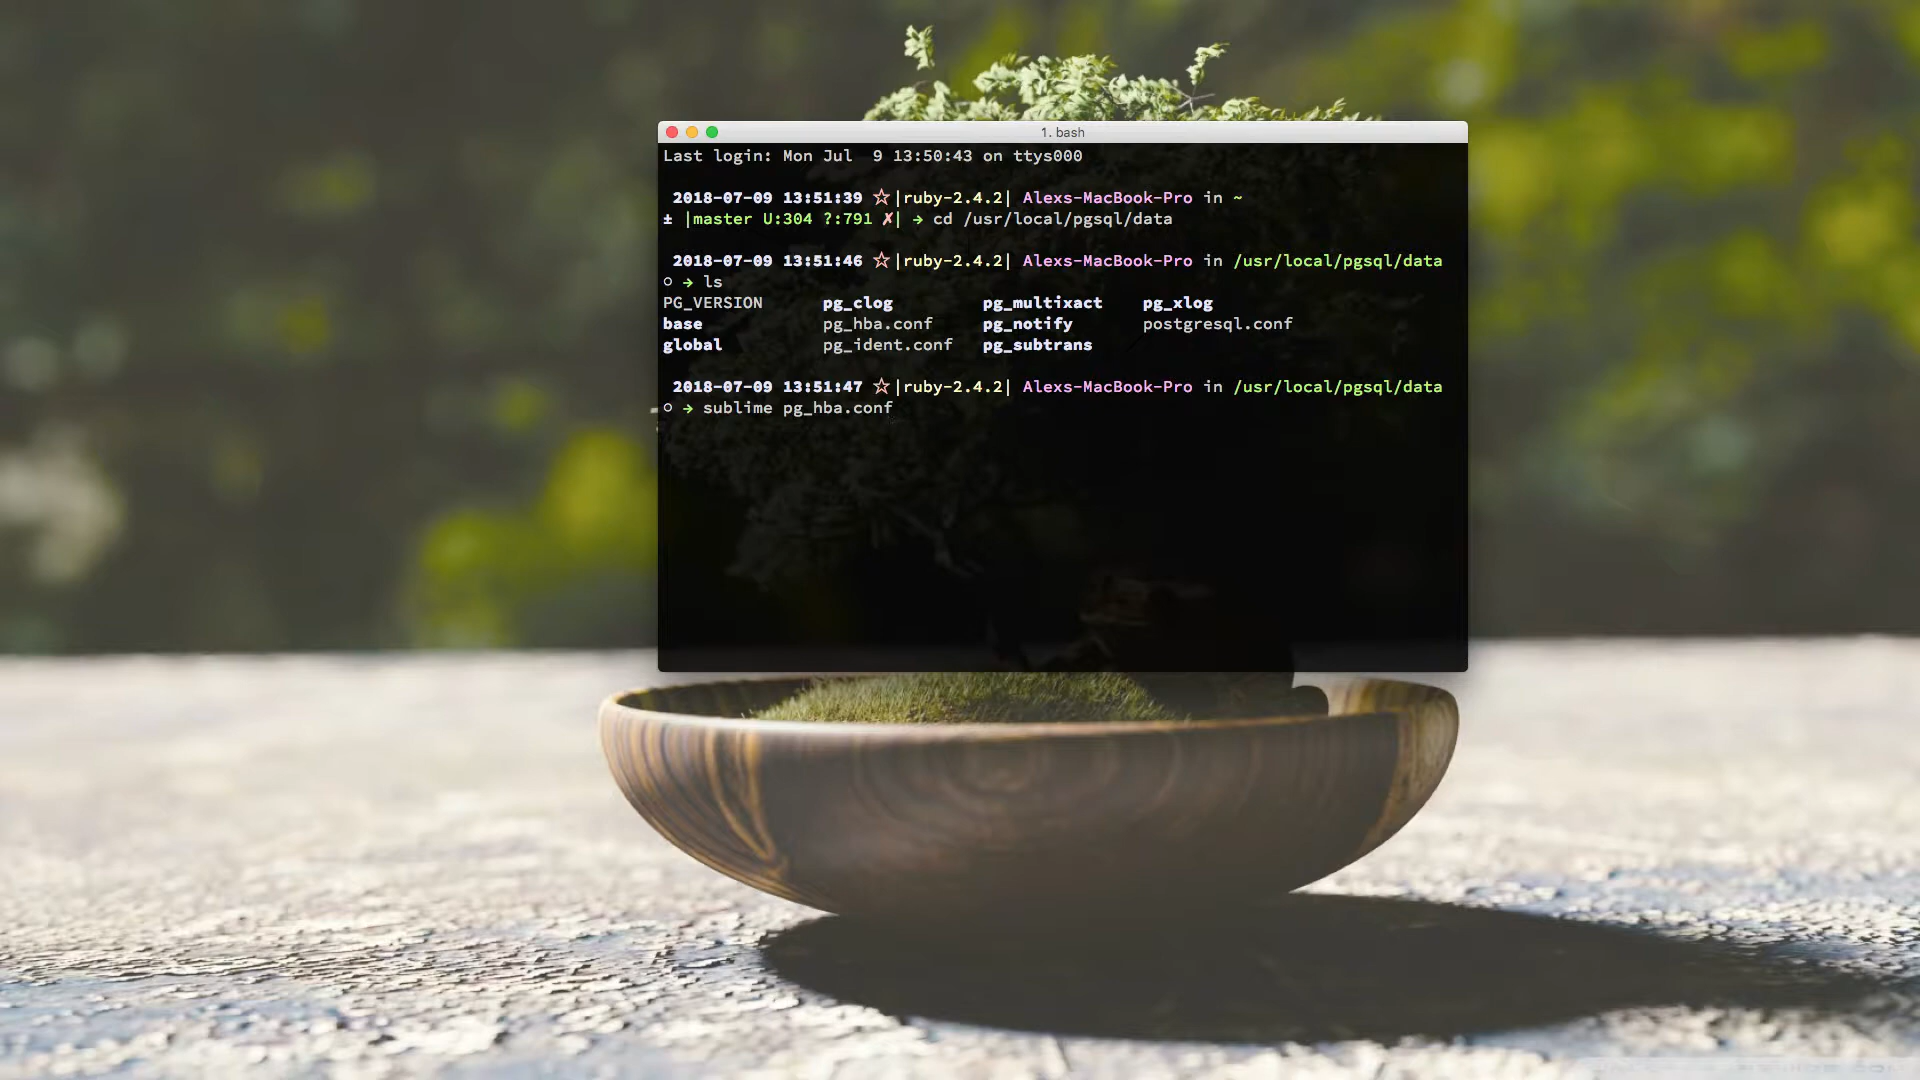 1. bash
Last login: Mon Jul  9 13:50:43 on ttys000
2018-07-09 13:51:39 ☆|ruby-2.4.2| Alexs-MacBook-Pro in ~
± |master U:304 ?:791 ✗| → cd /usr/local/pgsql/data
2018-07-09 13:51:46 ☆|ruby-2.4.2| Alexs-MacBook-Pro in /usr/local/pgsql/data
○ → ls
PG_VERSION pg_clog pg_multixact pg_xlog
base pg_hba.conf pg_notify postgresql.conf
global pg_ident.conf pg_subtrans
2018-07-09 13:51:47 ☆|ruby-2.4.2| Alexs-MacBook-Pro in /usr/local/pgsql/data
○ → sublime pg_hba.conf